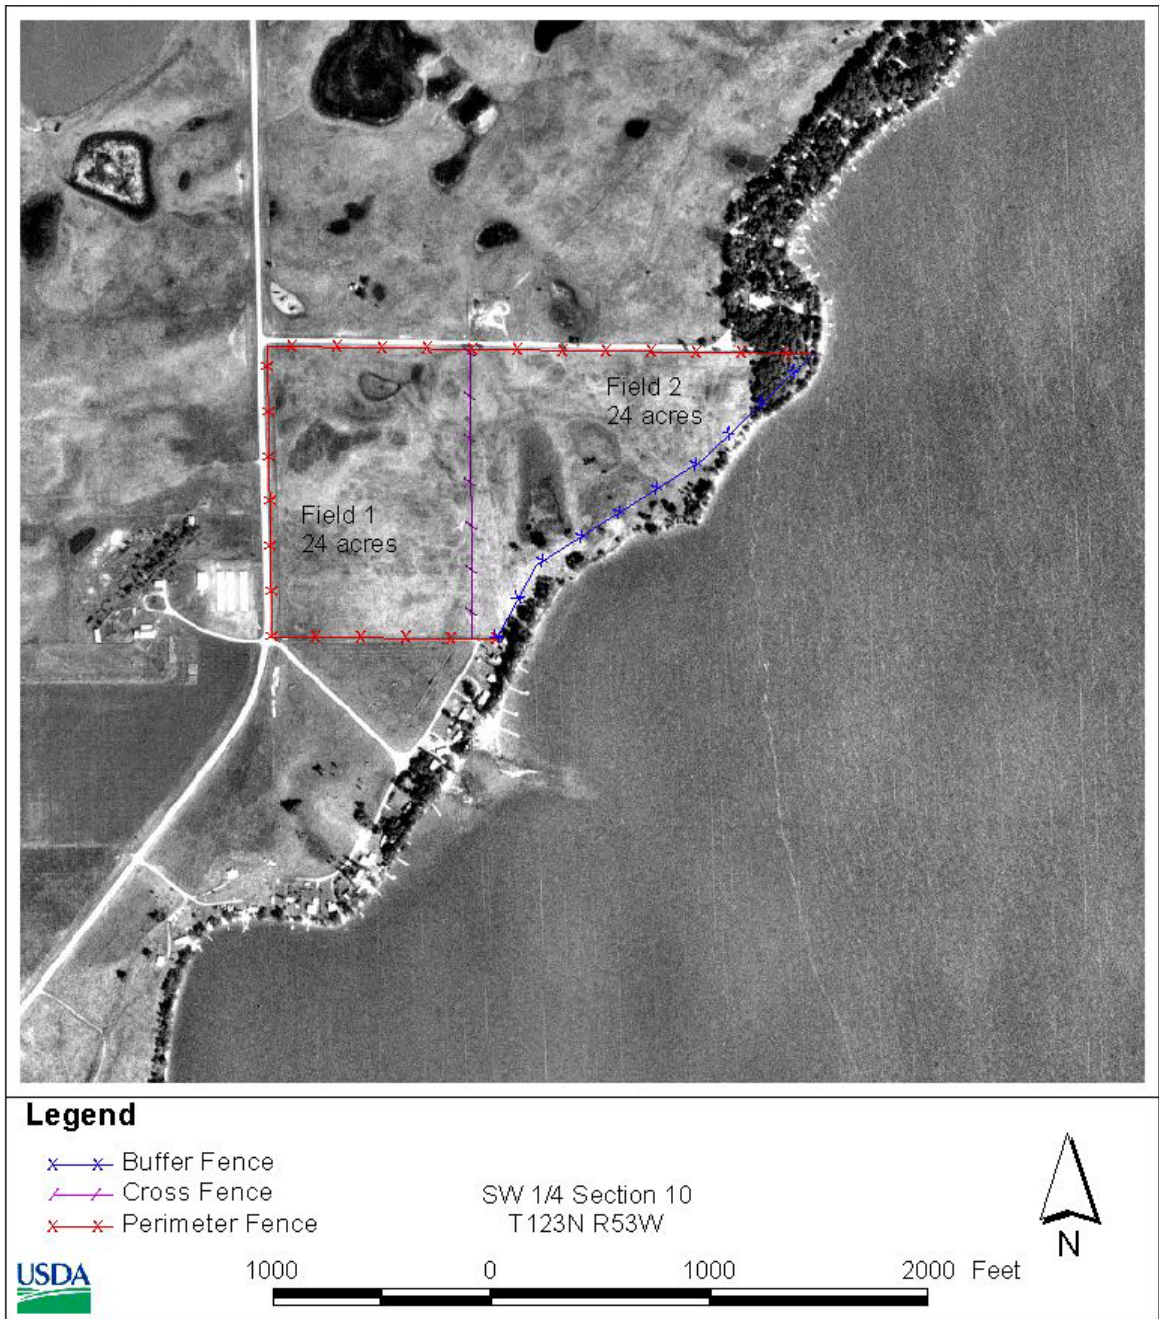 Field 2
24 acres
Field 1
24 acres
Legend
Buffer Fence
Cross Fence
Perimeter Fence
SW 1/4 Section 10
T123N R53W
N
USDA
1000 0 1000 2000 Feet